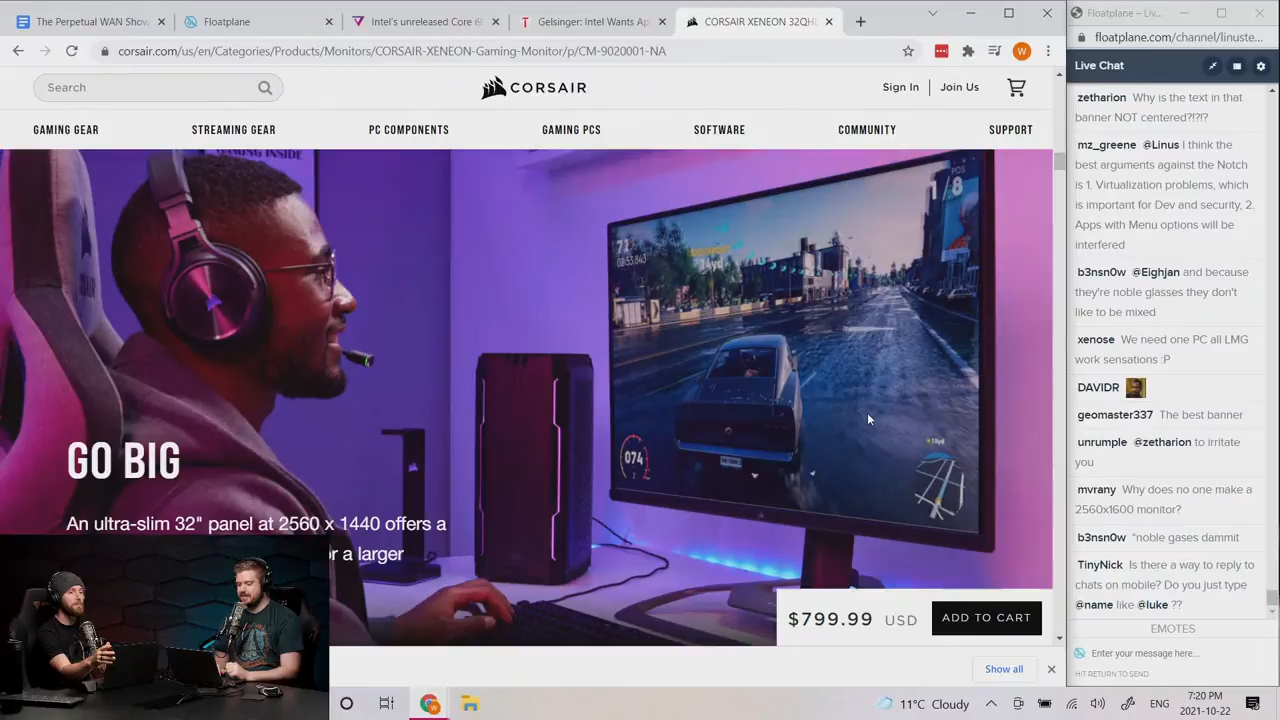 The Perpetual WAN Show
Floatplane
Intel's unreleased Core (
Gelsinger: Intel Wants Ap
CORSAIR XENEON 32QH
Floatplane – Liv...
corsair.com/us/en/Categories/Products/Monitors/CORSAIR-XENEON-Gaming-Monitor/p/CM-9020001-NA
W
floatplane.com/channel/linuste...
Search
CORSAIR
Sign In
Join Us
GAMING GEAR
STREAMING GEAR
PC COMPONENTS
GAMING PCS
SOFTWARE
COMMUNITY
SUPPORT
POS
1/8
14yd
074
11yd
GO BIG
An ultra-slim 32" panel at 2560 x 1440 offers a
r a larger
$799.99 USD
ADD TO CART
Show all
Live Chat
zetharion Why is the text in that
banner NOT centered?!?!?
mz_greene @Linus I think the
best arguments against the Notch
is 1. Virtualization problems, which
is important for Dev and security, 2.
Apps with Menu options will be
interfered
b3nsn0w @Eighjan and because
they're noble glasses they don't
like to be mixed
xenose We need one PC all LMG
work sensations :P
DAVIDR
geomaster337 The best banner
unrumple @zetharion to irritate
you
mvrany Why does no one make a
2560x1600 monitor?
b3nsn0w *noble gases dammit
TinyNick Is there a way to reply to
chats on mobile? Do you just type
@name like @luke ??
EMOTES
Enter your message here...
HIT RETURN TO SEND
11°C Cloudy
ENG
7:20 PM
2021-10-22